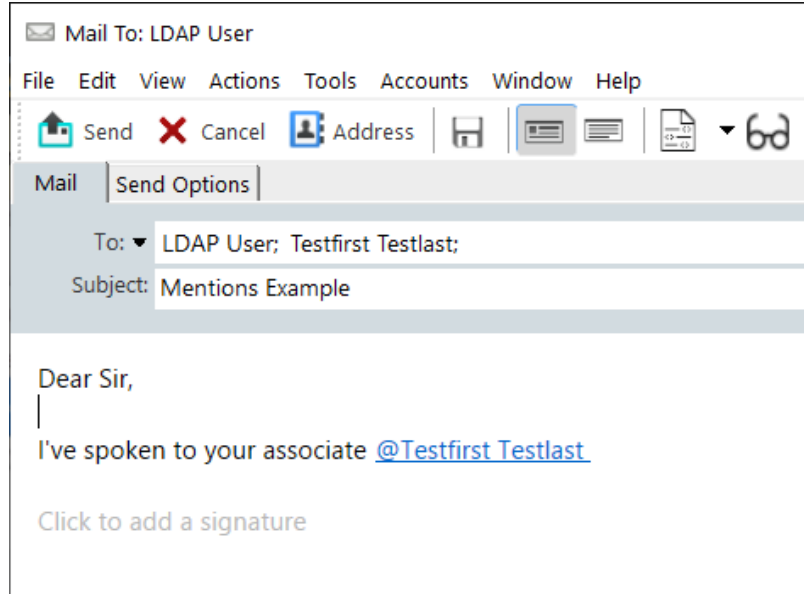 Mail To: LDAP User
File Edit View Actions Tools Accounts Window Help
Send Cancel Address
Mail Send Options
To: LDAP User; Testfirst Testlast;
Subject: Mentions Example
Dear Sir,
I've spoken to your associate @Testfirst Testlast
Click to add a signature